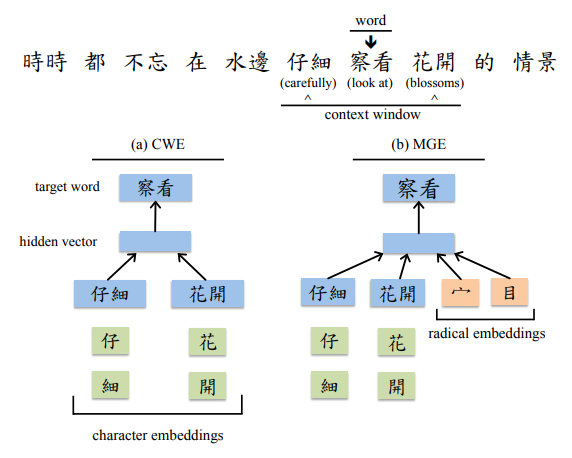 word
時時 都 不忘 在 水邊 仔細 察看 花開 的 情景
(carefully) (look at) (blossoms)
^ ^
context window
(a) CWE (b) MGE
target word 察看 察看
hidden vector
仔細 花開 仔細 花開 宀 目
radical embeddings
仔 花 仔 花
細 開 細 開
character embeddings